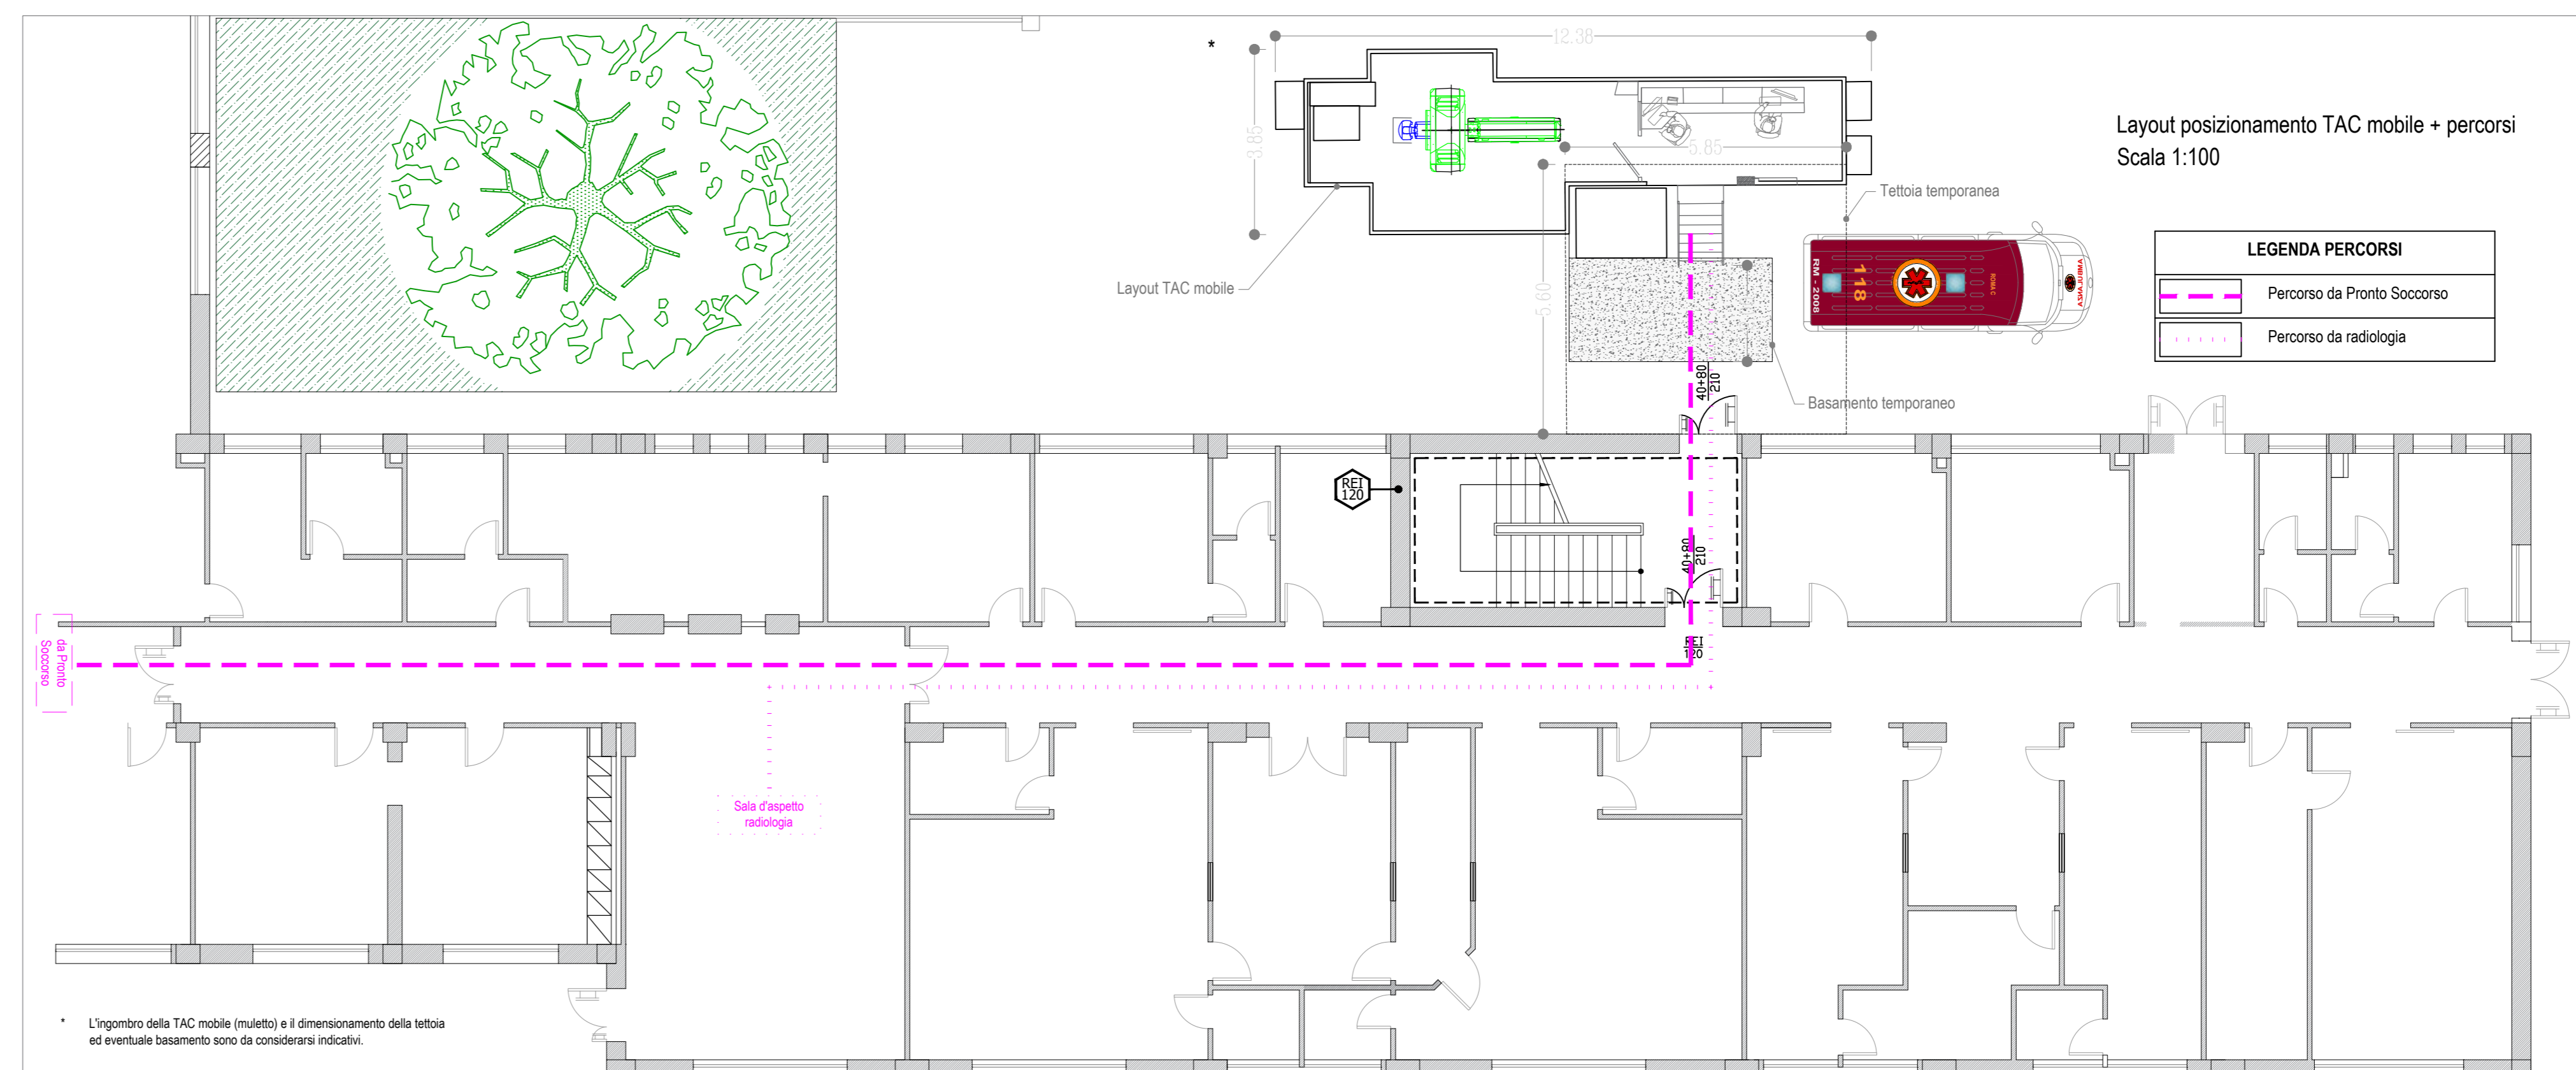 *
12.38
3.85
5.85
5.60
Layout posizionamento TAC mobile + percorsi
Scala 1:100
Tettoia temporanea
Layout TAC mobile
Basamento temporaneo
RM - 2008
118
ROMA C
AMBULANZA
LEGENDA PERCORSI
Percorso da Pronto Soccorso
Percorso da radiologia
40+80
210
REI
120
40+80
210
REI
120
da Pronto
Soccorso
Sala d'aspetto
radiologia
* L'ingombro della TAC mobile (muletto) e il dimensionamento della tettoia
ed eventuale basamento sono da considerarsi indicativi.